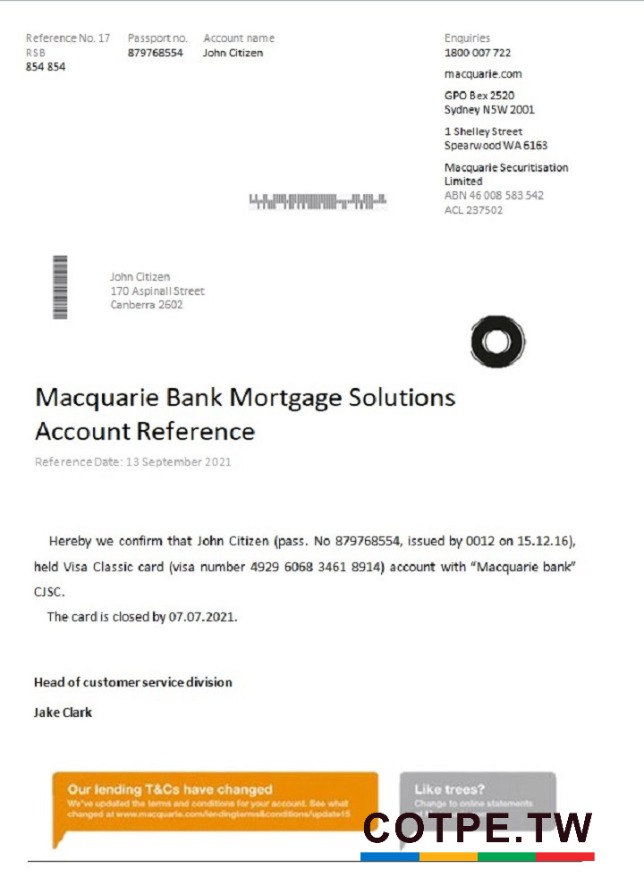 Reference No. 17 Passport no. Account name
RSB 879768554 John Citizen
854 854
Enquiries
1800 007 722
macquarie.com
GPO Bex 2520
Sydney N5W 2001
1 Shelley Street
Spearwood WA 6163
Macquarie Securitisation
Limited
ABN 46 008 583 542
ACL 237502
John Citizen
170 Aspinall Street
Canberra 2602
Macquarie Bank Mortgage Solutions
Account Reference
Reference Date: 13 September 2021
Hereby we confirm that John Citizen (pass. No 879768554, issued by 0012 on 15.12.16),
held Visa Classic card (visa number 4929 6068 3461 8914) account with “Macquarie bank”
CJSC.
The card is closed by 07.07.2021.
Head of customer service division
Jake Clark
Our lending T&Cs have changed
We've updated the terms and conditions for your account. See what
changed at www.macquarie.com/lendingterms&conditions/update15
Like trees?
Change to online statements
COTPE.TW